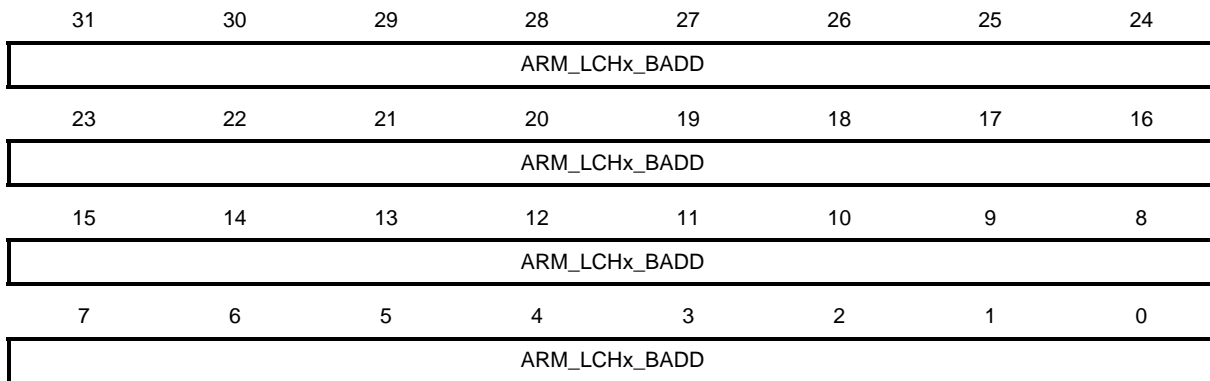 31 30 29 28 27 26 25 24
ARM_LCHx_BADD
23 22 21 20 19 18 17 16
ARM_LCHx_BADD
15 14 13 12 11 10 9 8
ARM_LCHx_BADD
7 6 5 4 3 2 1 0
ARM_LCHx_BADD